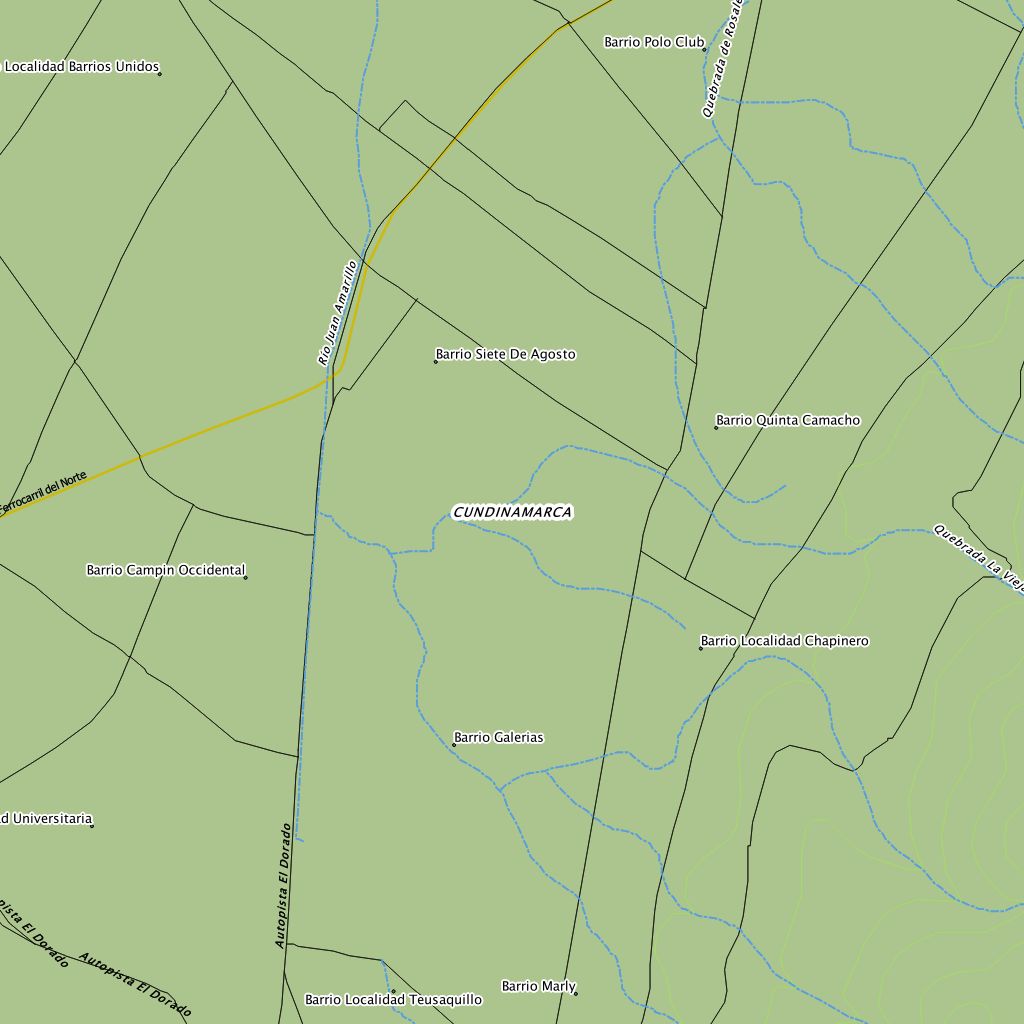 Barrio Polo Club
Quebrada de Rosale
Localidad Barrios Unidos
Río Juan Amarillo
Barrio Siete De Agosto
Barrio Quinta Camacho
Ferrocarril del Norte
CUNDINAMARCA
Quebrada La Vieja
Barrio Campin Occidental
Barrio Localidad Chapinero
Barrio Galerias
d Universitaria
Autopista El Dorado
pista El Dorado
Autopista El Dorado
Barrio Marly
Barrio Localidad Teusaquillo